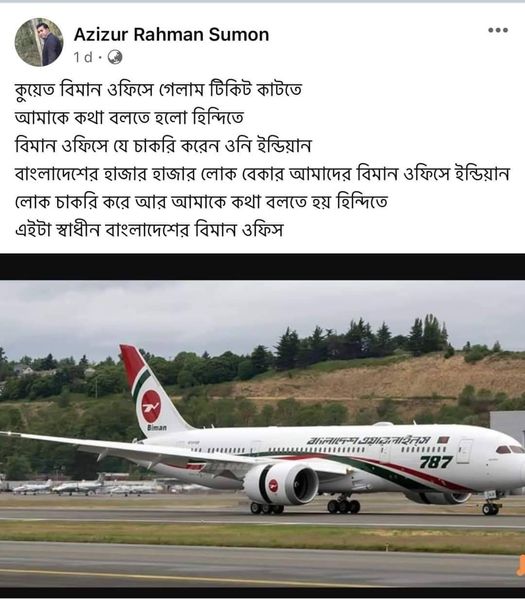 Azizur Rahman Sumon
1 d ·
কুয়েত বিমান ওফিসে গেলাম টিকিট কাটতে
আমাকে কথা বলতে হলো হিন্দিতে
বিমান ওফিসে যে চাকরি করেন ওনি ইন্ডিয়ান
বাংলাদেশের হাজার হাজার লোক বেকার আমাদের বিমান ওফিসে ইন্ডিয়ান
লোক চাকরি করে আর আমাকে কথা বলতে হয় হিন্দিতে
এইটা স্বাধীন বাংলাদেশের বিমান ওফিস
Biman
বাংলাদেশ এয়ারলাইনস
787